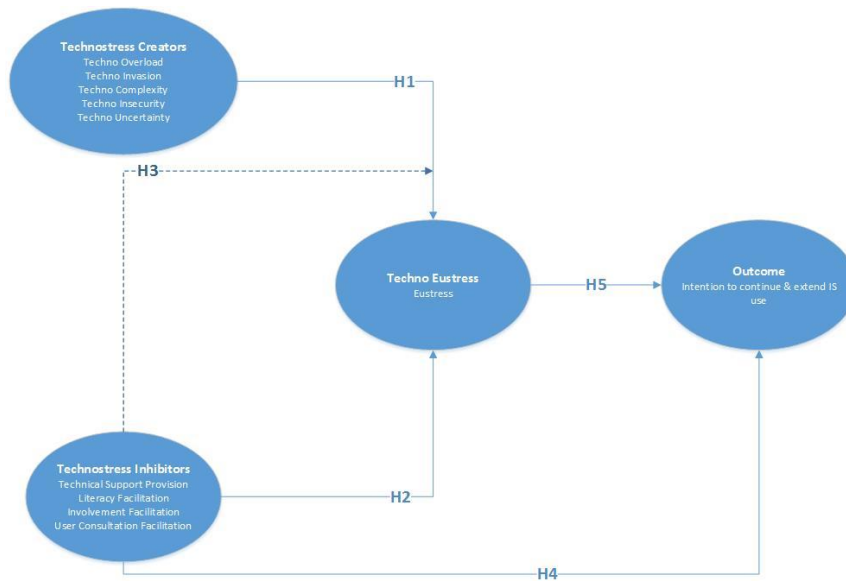 Technostress Creators
Techno Overload
Techno Invasion
Techno Complexity
Techno Insecurity
Techno Uncertainty
H1
H3
Techno Eustress
Eustress
H5
Outcome
Intention to continue & extend IS
use
Technostress Inhibitors
Technical Support Provision
Literacy Facilitation
Involvement Facilitation
User Consultation Facilitation
H2
H4